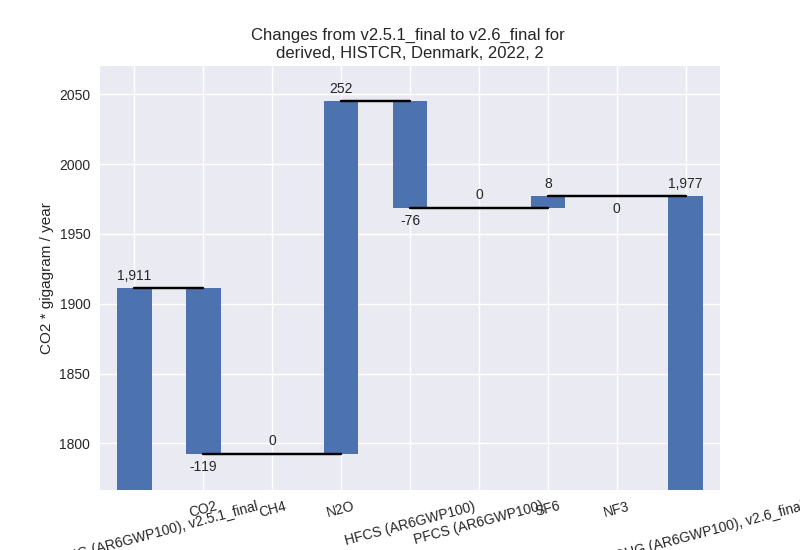 Changes from v2.5.1_final to v2.6_final for
derived, HISTCR, Denmark, 2022, 2
CO2 * gigagram / year
2050
2000
1950
1900
1850
1800
1,911
-119
0
252
-76
0
8
0
1,977
(AR6GWP100), v2.5.1_final
CO2
CH4
N2O
HFCS (AR6GWP100)
PFCS (AR6GWP100)
SF6
NF3
(AR6GWP100), v2.6_final